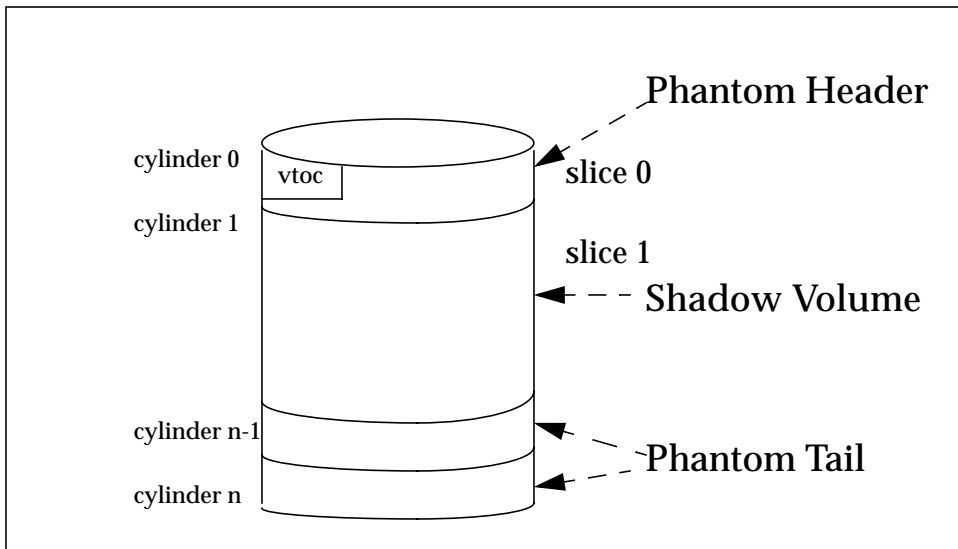 Phantom Header
cylinder 0
vtoc
slice 0
cylinder 1
slice 1
Shadow Volume
cylinder n-1
Phantom Tail
cylinder n